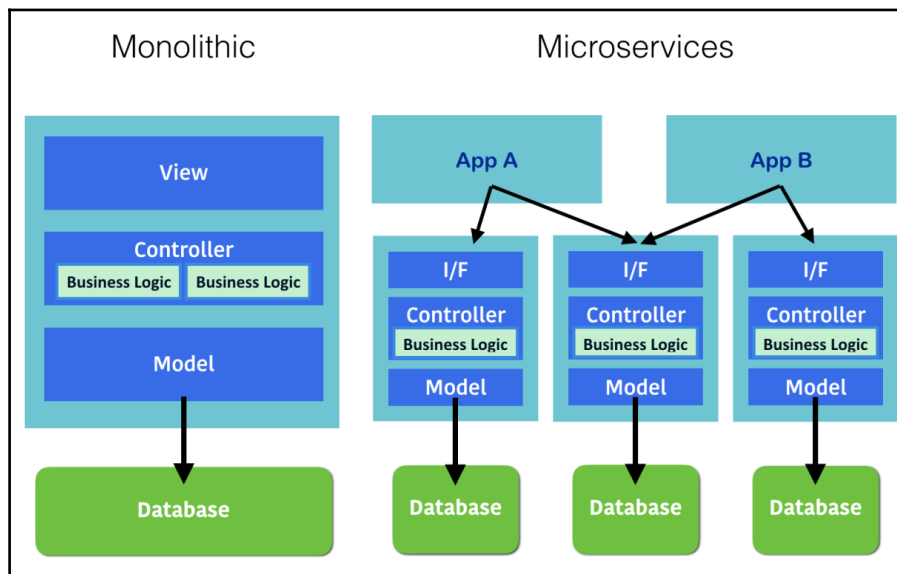 Monolithic
View
Controller
Business Logic Business Logic
Model
Database
Microservices
App A App B
I/F I/F I/F
Controller Controller Controller
Business Logic Business Logic Business Logic
Model Model Model
Database Database Database